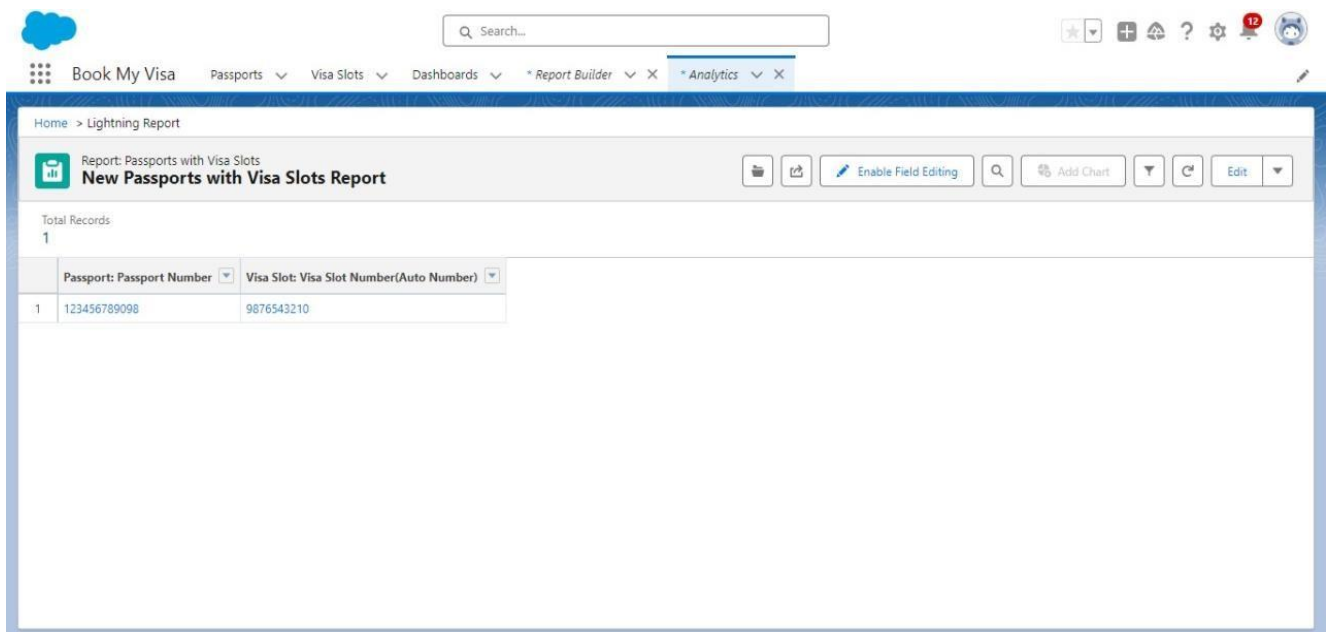 Search...
12
Book My Visa Passports Visa Slots Dashboards * Report Builder * Analytics
Home > Lightning Report
Report: Passports with Visa Slots
New Passports with Visa Slots Report
Enable Field Editing Add Chart Edit
Total Records
1
Passport: Passport Number Visa Slot: Visa Slot Number(Auto Number)
1 123456789098 9876543210